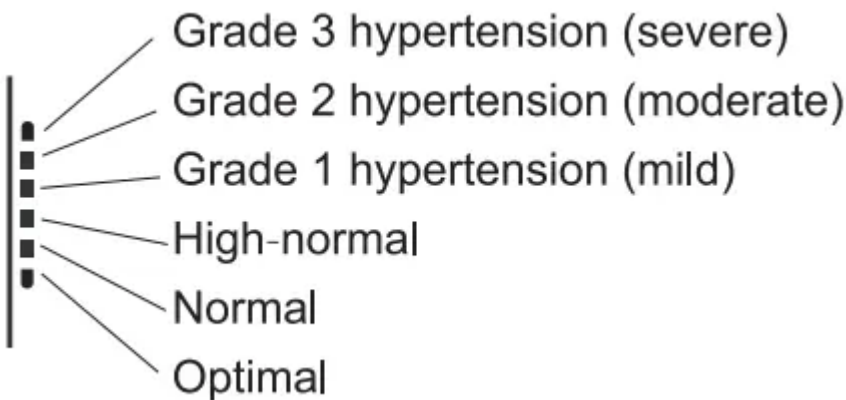 Grade 3 hypertension (severe)
Grade 2 hypertension (moderate)
Grade 1 hypertension (mild)
High-normal
Normal
Optimal